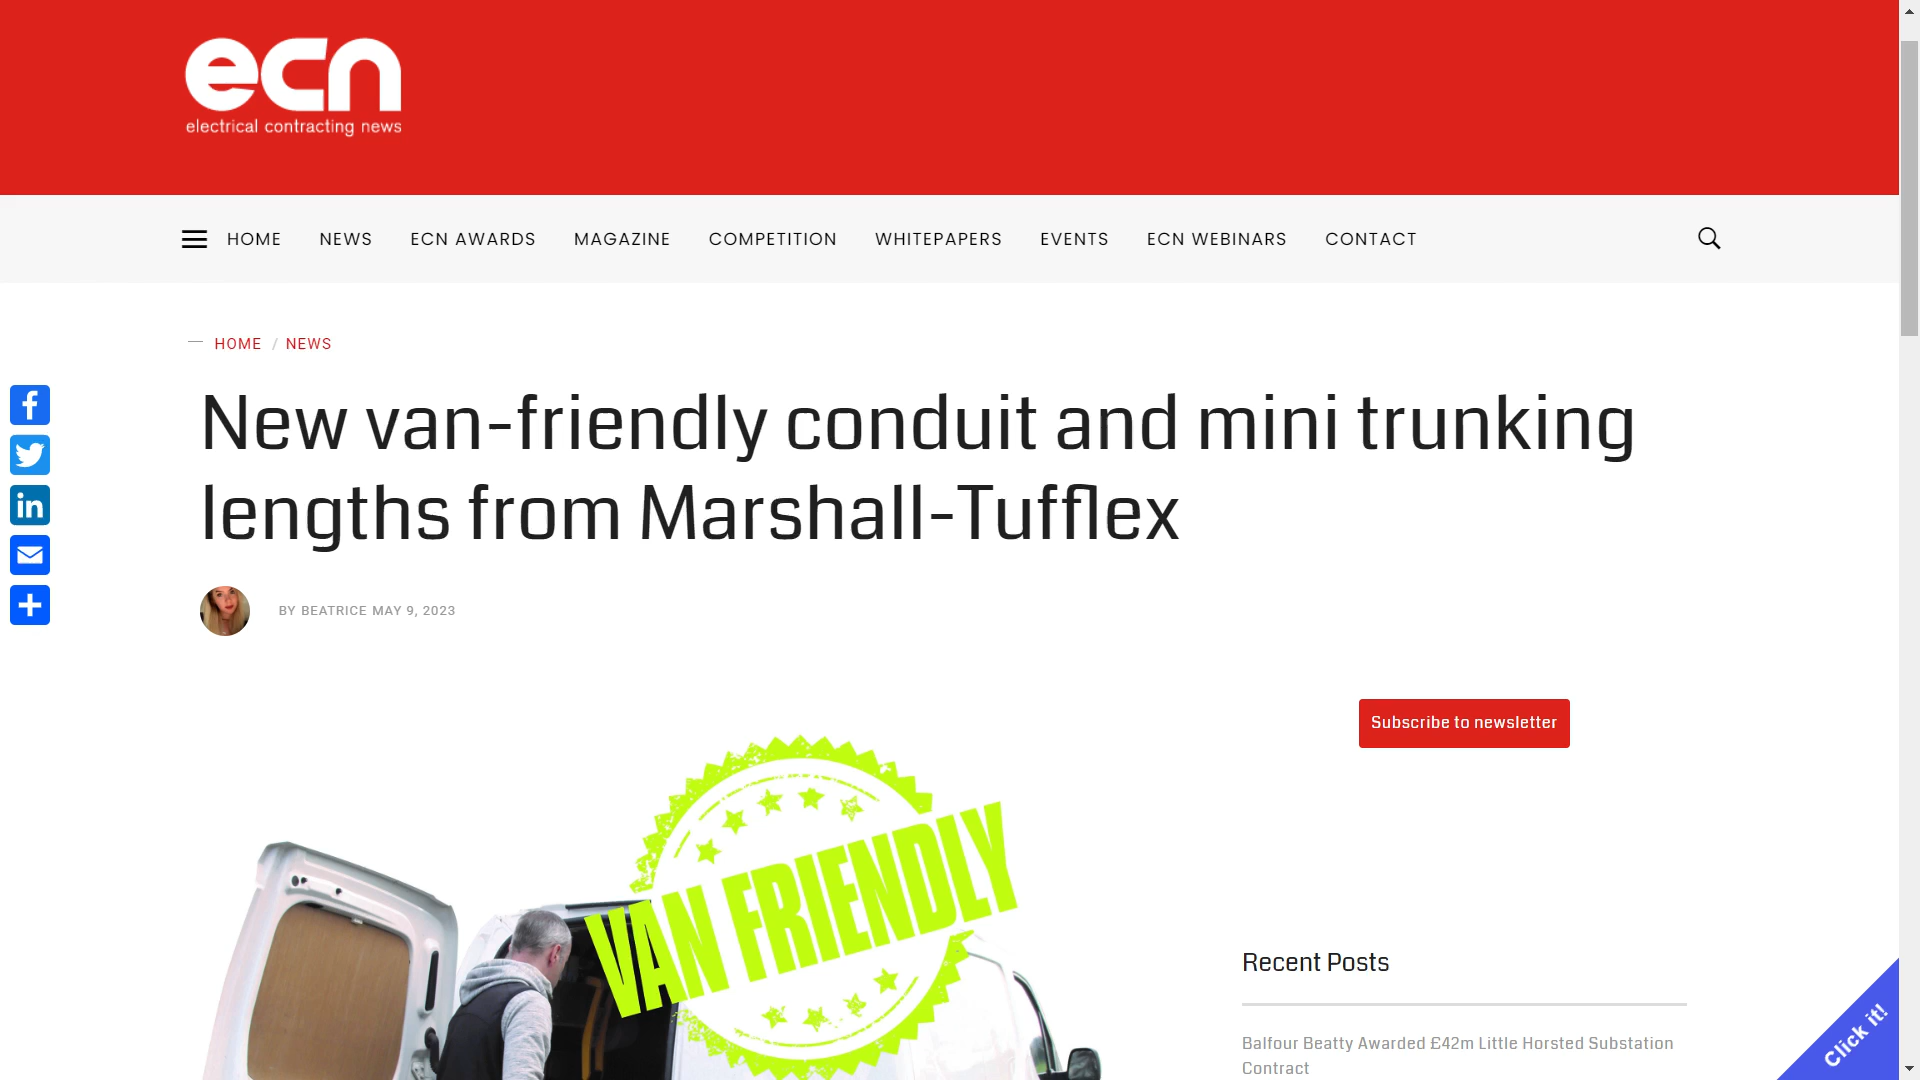 ecn
electrical contracting news
HOME NEWS ECN AWARDS MAGAZINE COMPETITION WHITEPAPERS EVENTS ECN WEBINARS CONTACT
HOME / NEWS
New van-friendly conduit and mini trunking
lengths from Marshall-Tufflex
BY BEATRICE MAY 9, 2023
Subscribe to newsletter
VAN FRIENDLY
Recent Posts
Balfour Beatty Awarded £42m Little Horsted Substation
Contract
Click it!